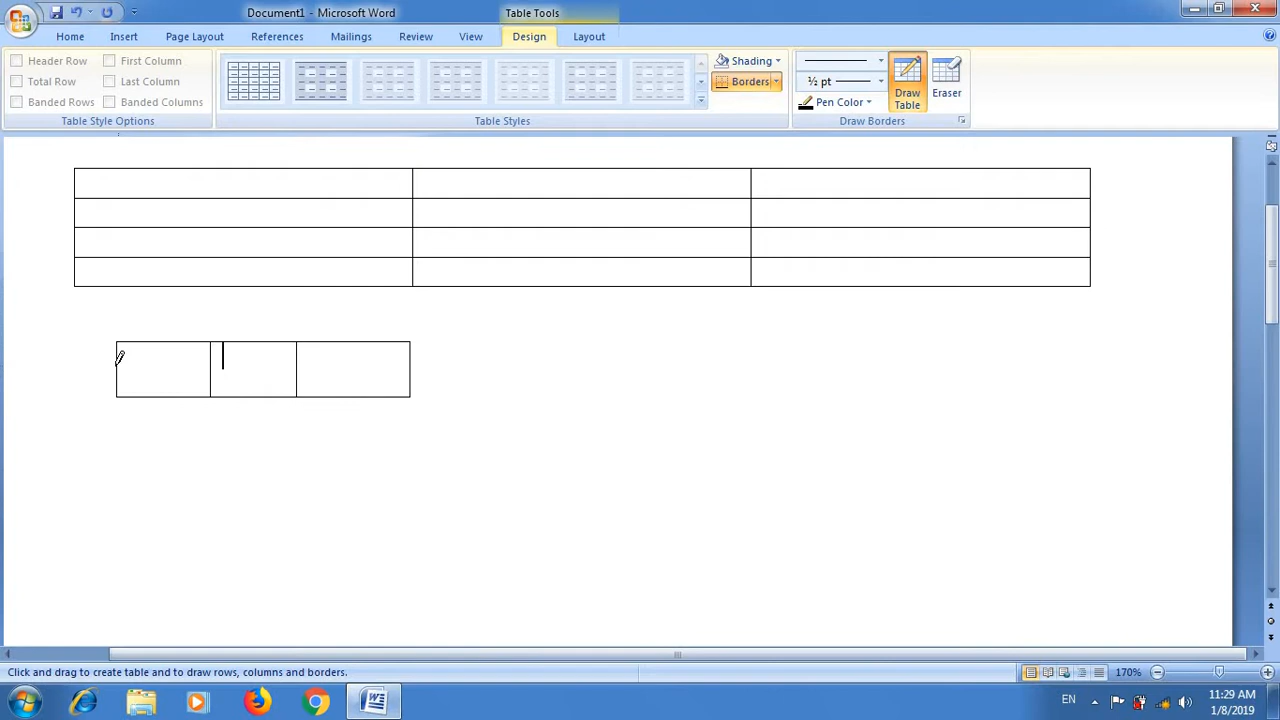 Document1 - Microsoft Word
Table Tools
Home
Insert
Page Layout
References
Mailings
Review
View
Design
Layout
Header Row
First Column
Total Row
Last Column
Banded Rows
Banded Columns
Table Style Options
Table Styles
Shading
Borders
½ pt
Pen Color
Draw
Table
Eraser
Draw Borders
Click and drag to create table and to draw rows, columns and borders.
170%
EN
11:29 AM
1/8/2019